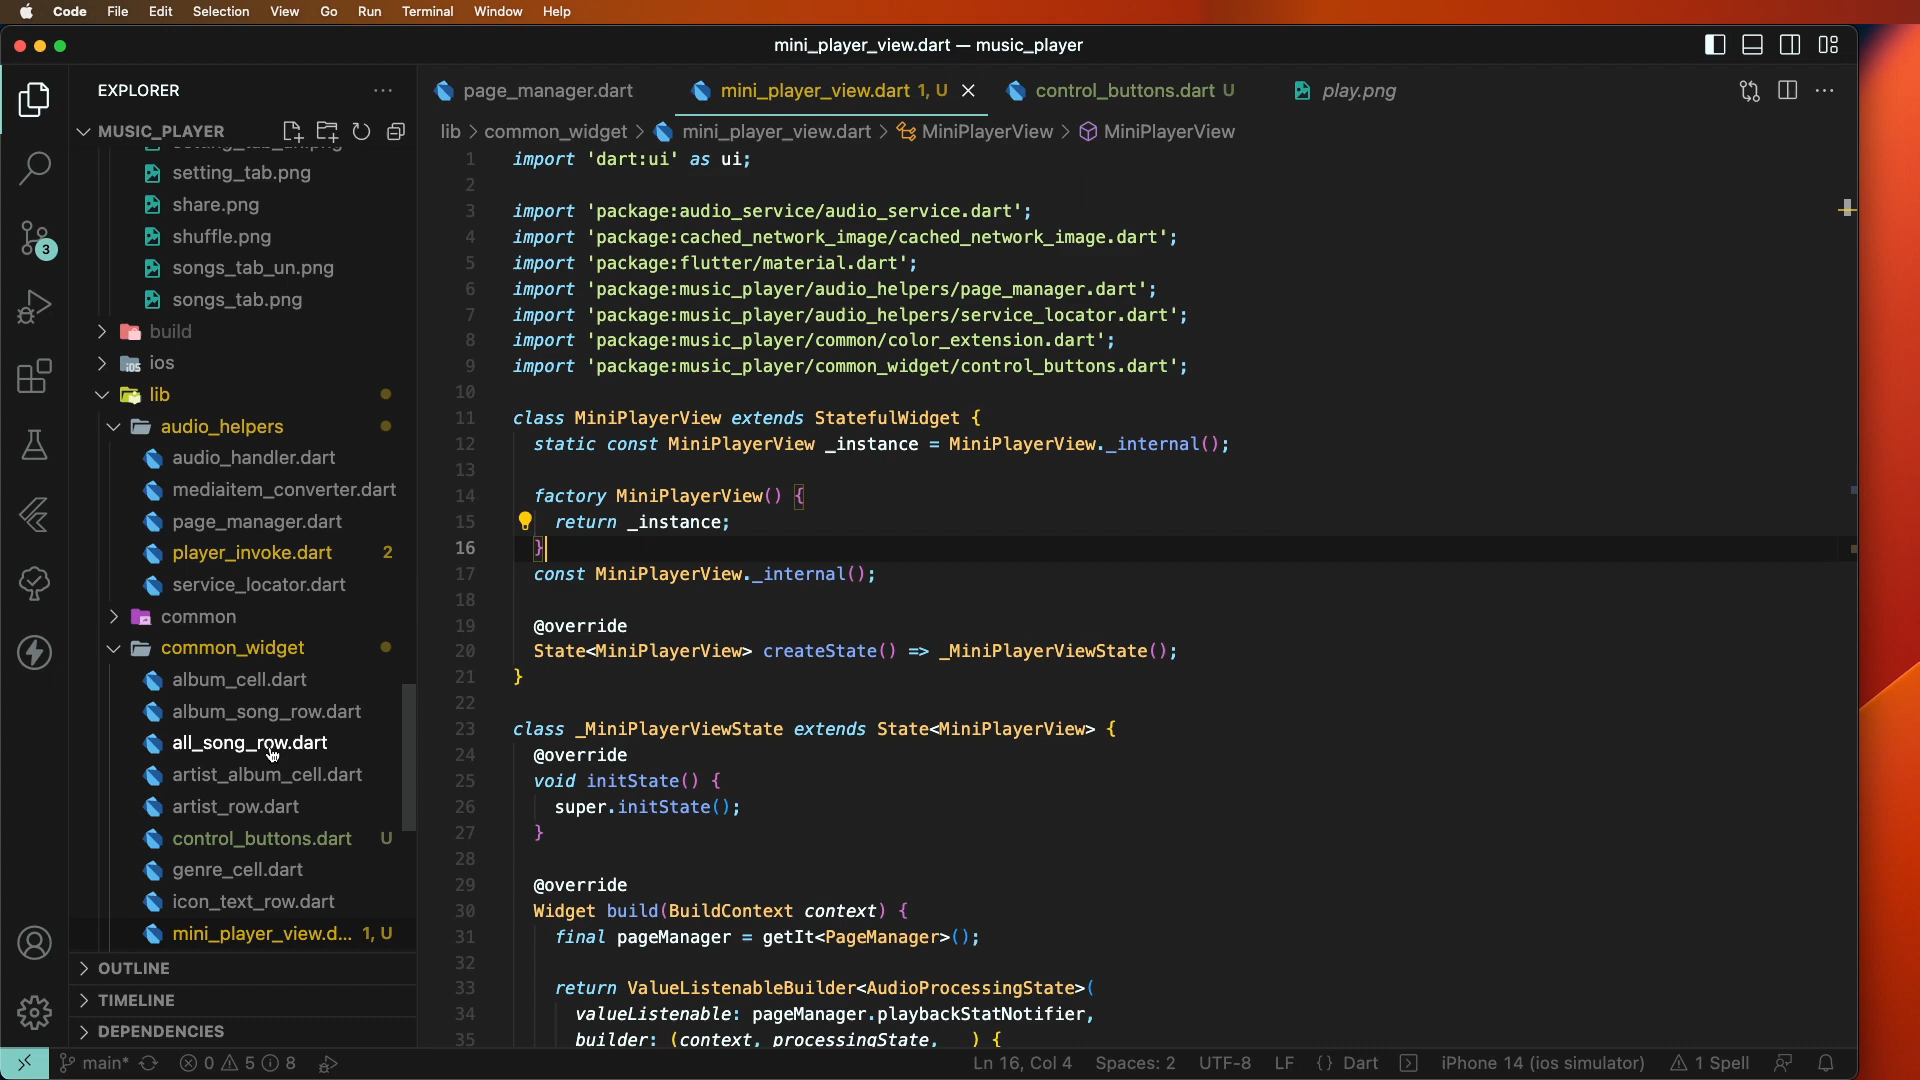 Code File Edit Selection View Go Run Terminal Window Help
mini_player_view.dart — music_player
EXPLORER
page_manager.dart
mini_player_view.dart 1, U
control_buttons.dart U
play.png
MUSIC_PLAYER
lib > common_widget > mini_player_view.dart > MiniPlayerView > MiniPlayerView
setting_tab_un.png
setting_tab.png
share.png
shuffle.png
songs_tab_un.png
songs_tab.png
build
ios
lib
audio_helpers
audio_handler.dart
mediaitem_converter.dart
page_manager.dart
player_invoke.dart 2
service_locator.dart
common
common_widget
album_cell.dart
album_song_row.dart
all_song_row.dart
artist_album_cell.dart
artist_row.dart
control_buttons.dart U
genre_cell.dart
icon_text_row.dart
mini_player_view.d... 1, U
OUTLINE
TIMELINE
DEPENDENCIES
3
1 import 'dart:ui' as ui;
2
3 import 'package:audio_service/audio_service.dart';
4 import 'package:cached_network_image/cached_network_image.dart';
5 import 'package:flutter/material.dart';
6 import 'package:music_player/audio_helpers/page_manager.dart';
7 import 'package:music_player/audio_helpers/service_locator.dart';
8 import 'package:music_player/common/color_extension.dart';
9 import 'package:music_player/common_widget/control_buttons.dart';
10
11 class MiniPlayerView extends StatefulWidget {
12 static const MiniPlayerView _instance = MiniPlayerView._internal();
13
14 factory MiniPlayerView() {
15 return _instance;
16 }
17 const MiniPlayerView._internal();
18
19 @override
20 State<MiniPlayerView> createState() => _MiniPlayerViewState();
21 }
22
23 class _MiniPlayerViewState extends State<MiniPlayerView> {
24 @override
25 void initState() {
26 super.initState();
27 }
28
29 @override
30 Widget build(BuildContext context) {
31 final pageManager = getIt<PageManager>();
32
33 return ValueListenableBuilder<AudioProcessingState>(
34 valueListenable: pageManager.playbackStatNotifier,
35 builder: (context, processingState, __) {
main* 0 5 8
Ln 16, Col 4 Spaces: 2 UTF-8 LF {} Dart iPhone 14 (ios simulator) 1 Spell